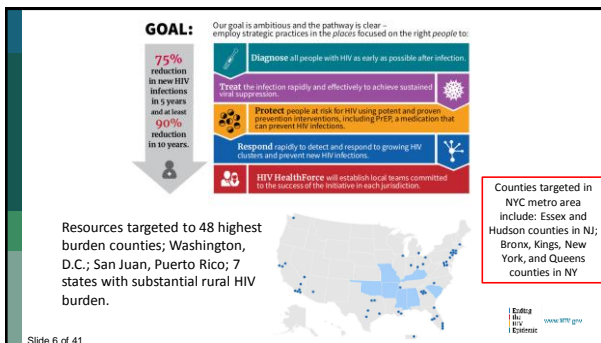 GOAL:
Our goal is ambitious and the pathway is clear –
employ strategic practices in the places focused on the right people to:
75%
reduction
in new HIV
infections
in 5 years
and at least
90%
reduction
in 10 years.
Diagnose all people with HIV as early as possible after infection.
Treat the infection rapidly and effectively to achieve sustained
viral suppression.
Protect people at risk for HIV using potent and proven
prevention interventions, including PrEP, a medication that
can prevent HIV infections.
Respond rapidly to detect and respond to growing HIV
clusters and prevent new HIV infections.
HIV HealthForce will establish local teams committed
to the success of the Initiative in each jurisdiction.
Resources targeted to 48 highest
burden counties; Washington,
D.C.; San Juan, Puerto Rico; 7
states with substantial rural HIV
burden.
Counties targeted in
NYC metro area
include: Essex and
Hudson counties in NJ;
Bronx, Kings, New
York, and Queens
counties in NY
Ending
the
HIV
Epidemic
www.HIV.gov
Slide 6 of 41